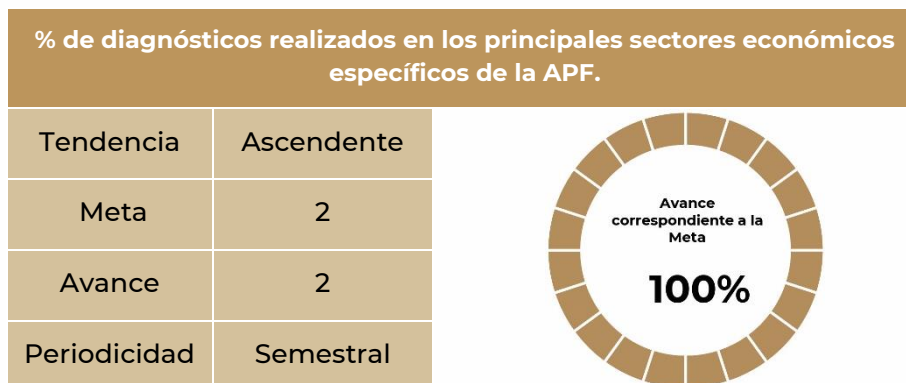 % de diagnósticos realizados en los principales sectores económicos
específicos de la APF.
Tendencia Ascendente
Meta 2
Avance 2
Periodicidad Semestral
Avance
correspondiente a la
Meta
100%